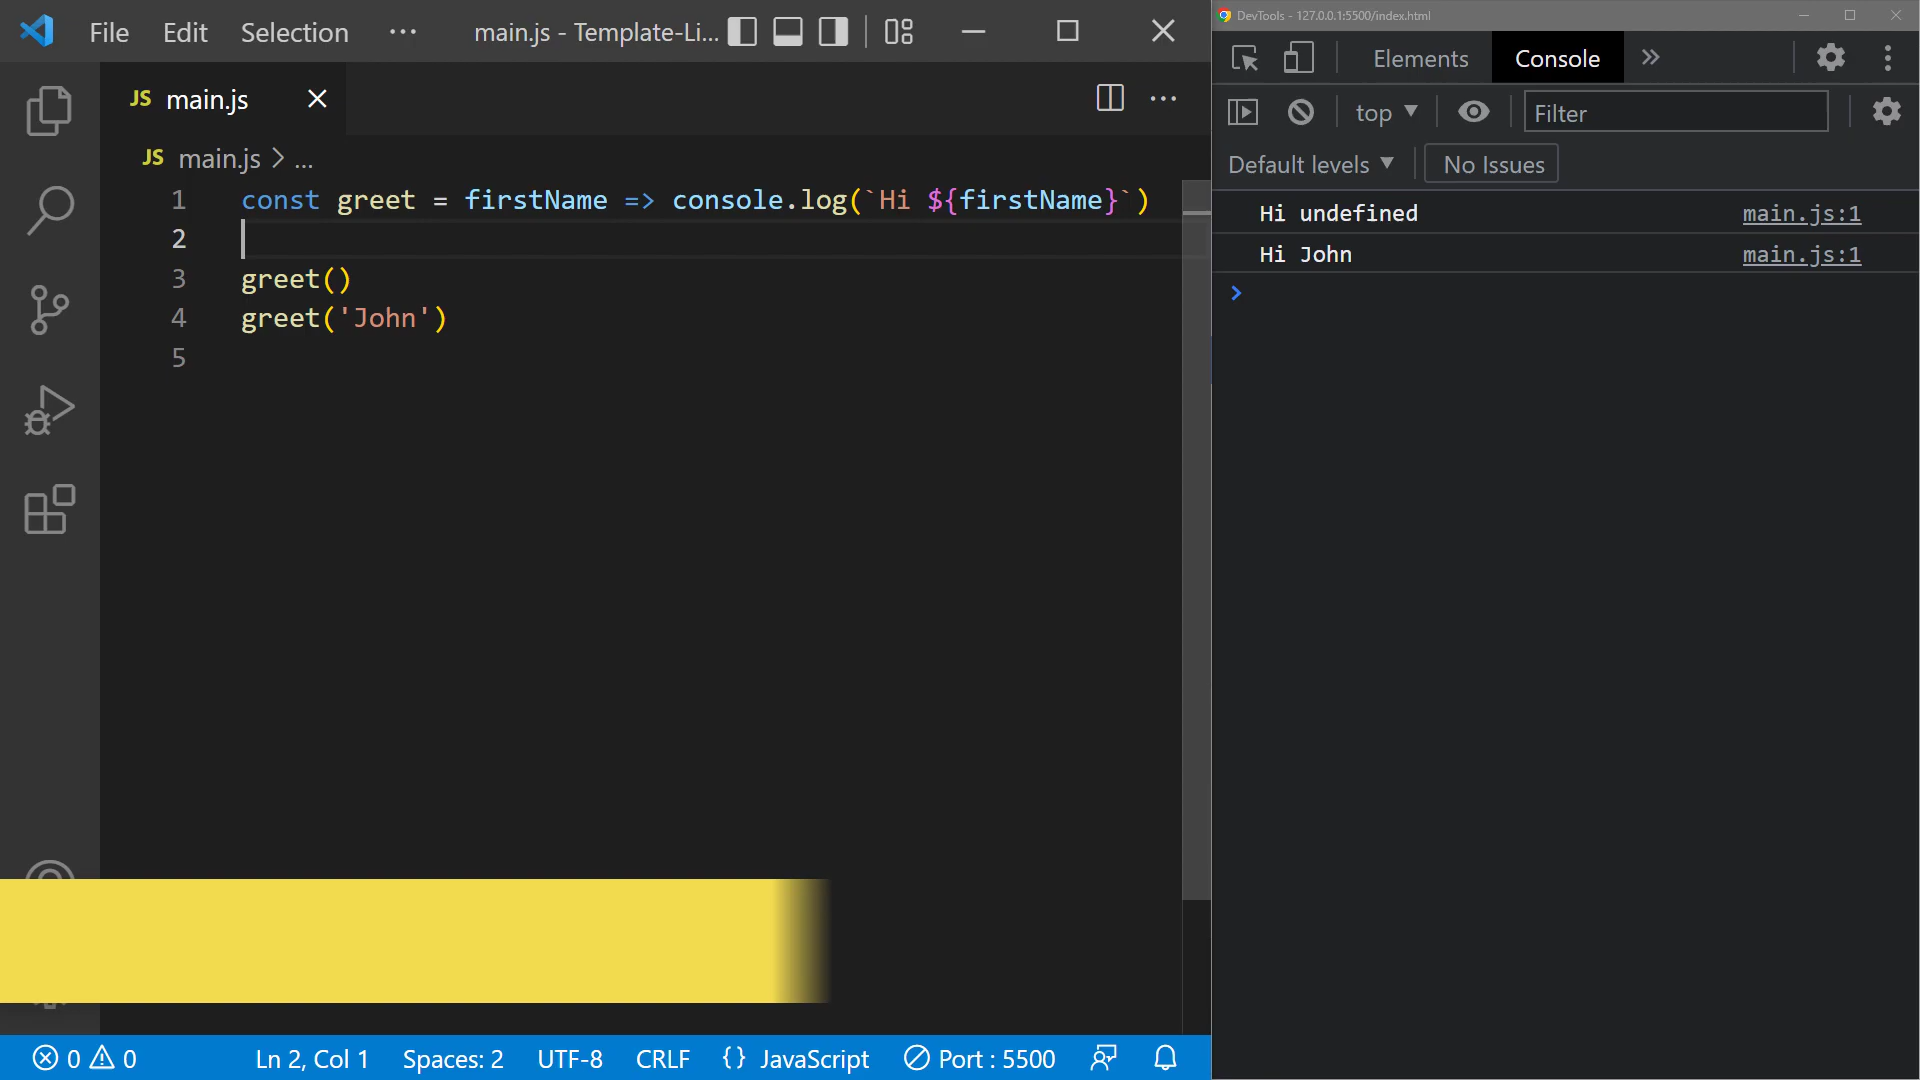 File Edit Selection ··· main.js - Template-Li...
JS main.js
JS main.js > ...
1 const greet = firstName => console.log(`Hi ${firstName}`)
2
3 greet()
4 greet('John')
5
0 0 Ln 2, Col 1 Spaces: 2 UTF-8 CRLF {} JavaScript Port : 5500
DevTools - 127.0.0.1:5500/index.html
Elements Console »
top Filter
Default levels No Issues
Hi undefined main.js:1
Hi John main.js:1
>